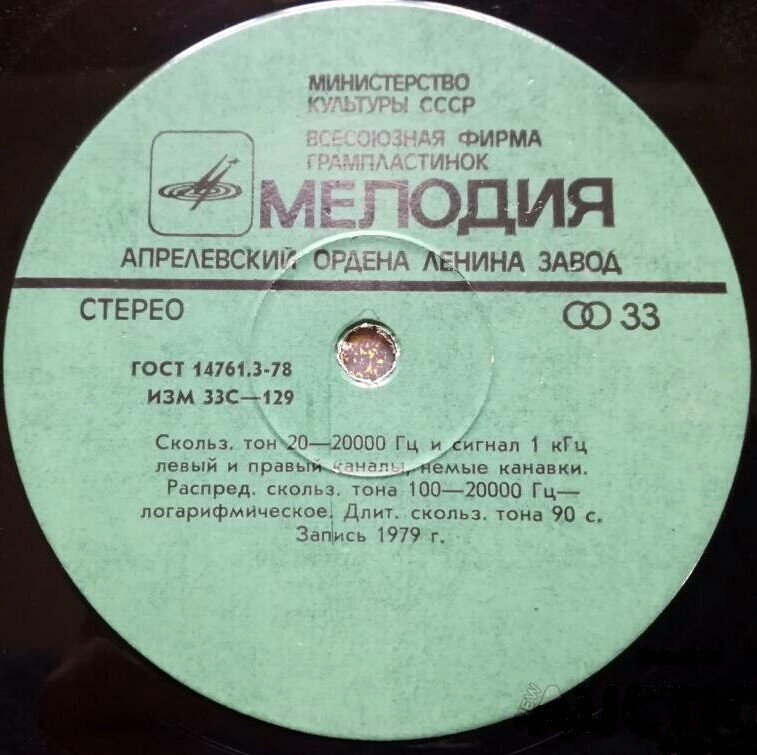 МИНИСТЕРСТВО
КУЛЬТУРЫ СССР
ВСЕСОЮЗНАЯ ФИРМА
ГРАМПЛАСТИНОК
МЕЛОДИЯ
АПРЕЛЕВСКИЙ ОРДЕНА ЛЕНИНА ЗАВОД
СТЕРЕО 33
ГОСТ 14761.3-78
ИЗМ 33С—129
Скольз. тон 20—20000 Гц и сигнал 1 кГц
левый и правый каналы, немые канавки.
Распред. скольз. тона 100—20000 Гц—
логарифмическое. Длит. скольз. тона 90 с.
Запись 1979 г.
NEW